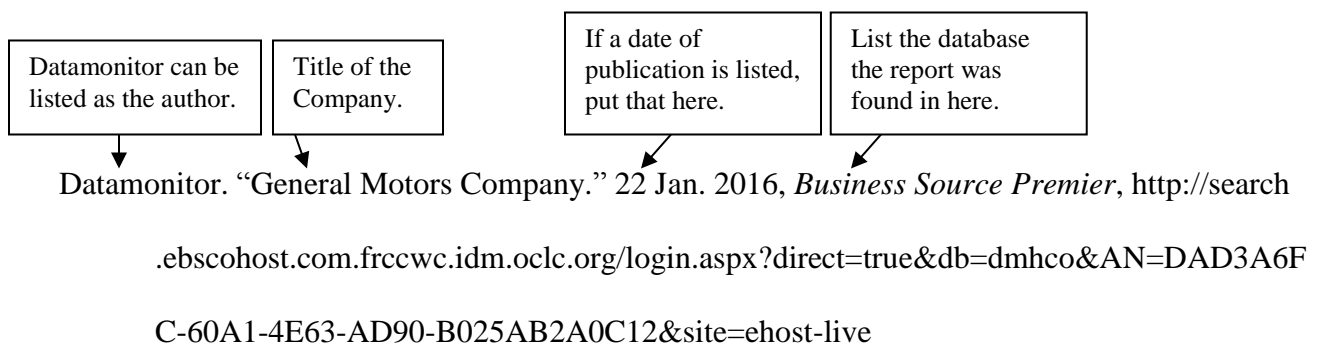 Datamonitor can be
listed as the author.
Title of the
Company.
If a date of
publication is listed,
put that here.
List the database
the report was
found in here.
Datamonitor. “General Motors Company.” 22 Jan. 2016, Business Source Premier, http://search
.ebscohost.com.frccwc.idm.oclc.org/login.aspx?direct=true&db=dmhco&AN=DAD3A6F
C-60A1-4E63-AD90-B025AB2A0C12&site=ehost-live